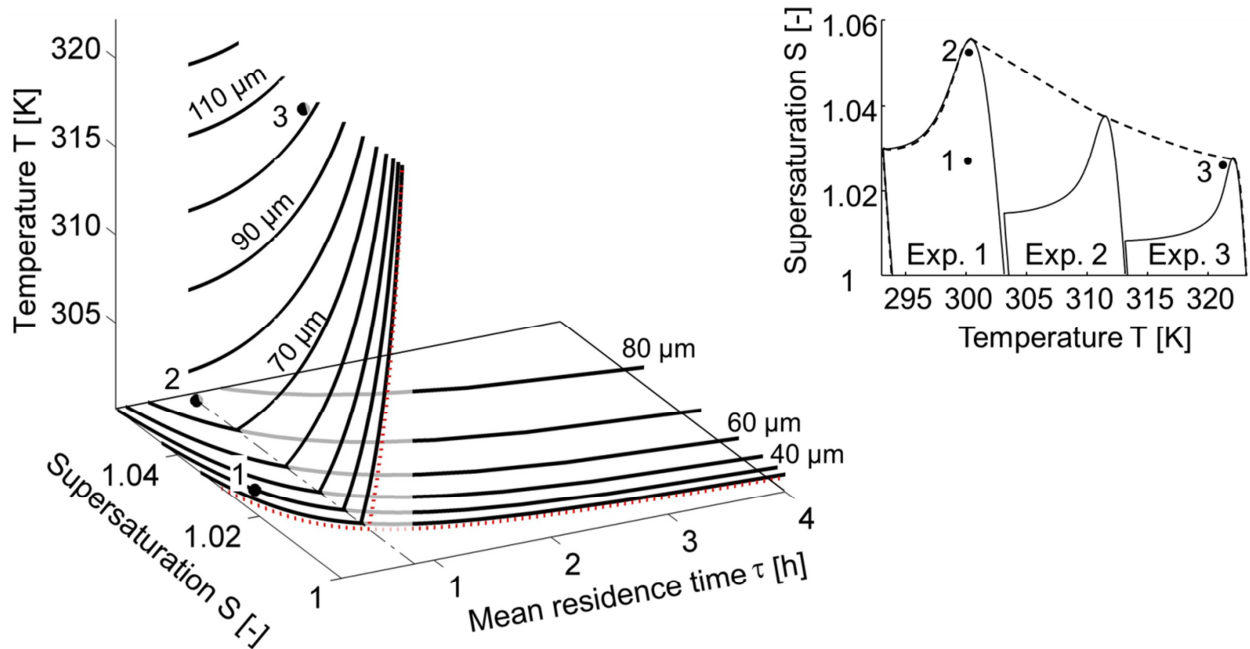 320
315
310
305
Temperature T [K]
110 µm
90 µm
70 µm
3
2
1
80 µm
60 µm
40 µm
1.04
1.02
1
Supersaturation S [-]
1
2
3
4
Mean residence time τ [h]
1.06
1.04
1.02
1
Supersaturation S [-]
2
1
3
Exp. 1
Exp. 2
Exp. 3
295
300
305
310
315
320
Temperature T [K]